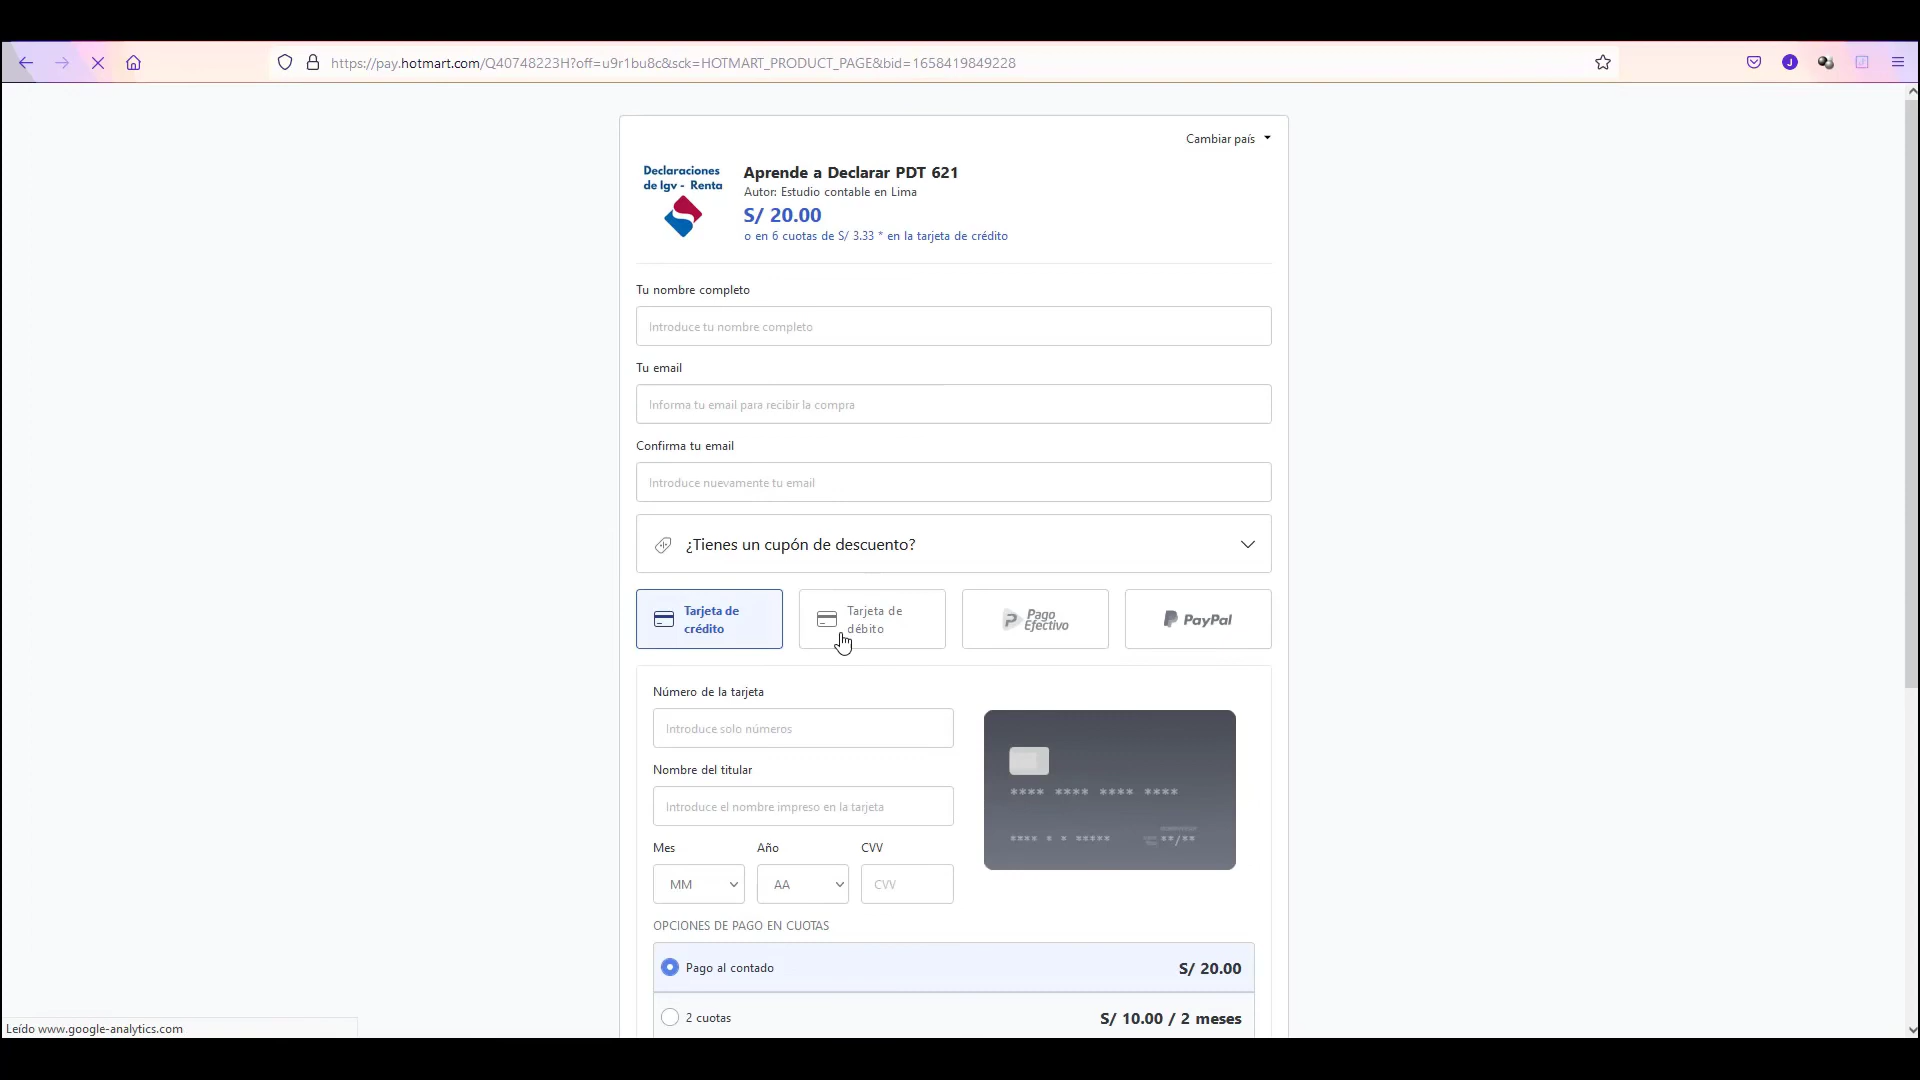 https://pay.hotmart.com/Q40748223H?off=u9r1bu8c&sck=HOTMART_PRODUCT_PAGE&bid=1658419849228
J
Cambiar país
Declaraciones
de Igv - Renta
Aprende a Declarar PDT 621
Autor: Estudio contable en Lima
S/ 20.00
o en 6 cuotas de S/ 3.33 * en la tarjeta de crédito
Tu nombre completo
Introduce tu nombre completo
Tu email
Informa tu email para recibir la compra
Confirma tu email
Introduce nuevamente tu email
¿Tienes un cupón de descuento?
Tarjeta de
crédito
Tarjeta de
débito
Pago
Efectivo
PayPal
Número de la tarjeta
Introduce solo números
Nombre del titular
Introduce el nombre impreso en la tarjeta
**** **** **** ****
**** * * ***** **/**
Mes Año CVV
MM AA CVV
OPCIONES DE PAGO EN CUOTAS
Pago al contado S/ 20.00
2 cuotas S/ 10.00 / 2 meses
Leído www.google-analytics.com